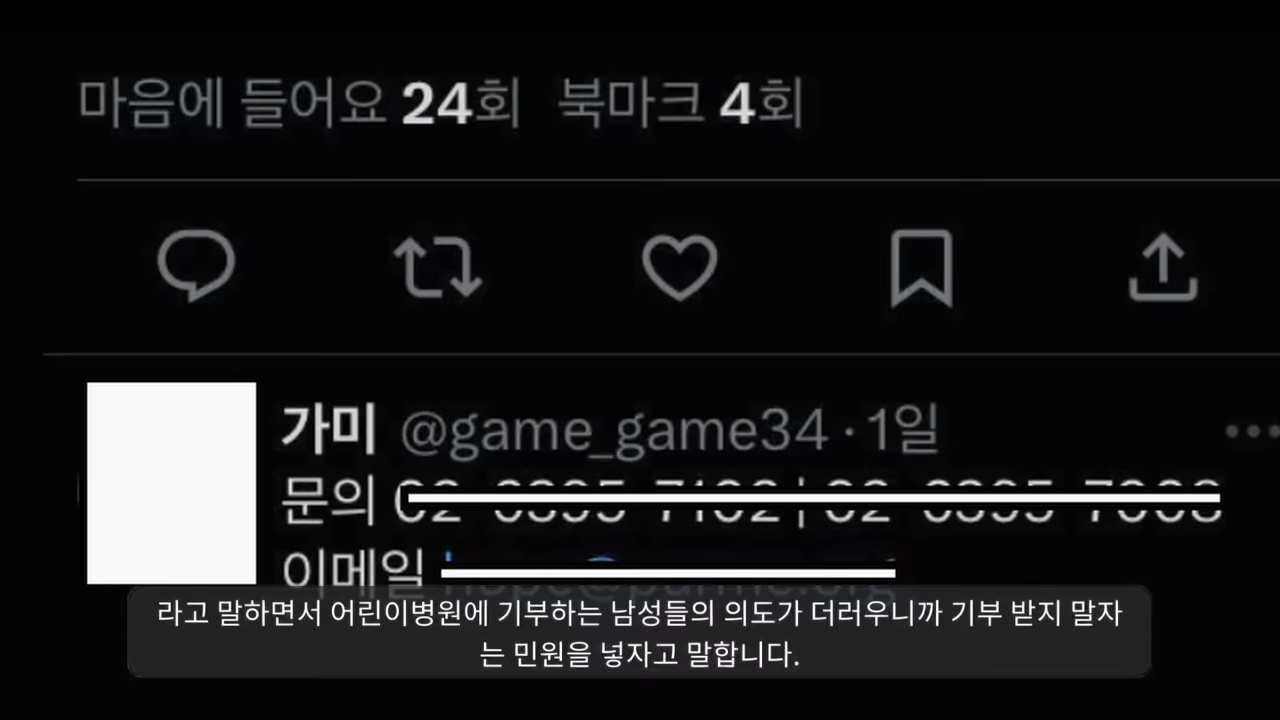 마음에 들어요 24회 북마크 4회
가미 @game_game34 · 1일
문의
이메일
라고 말하면서 어린이병원에 기부하는 남성들의 의도가 더러우니까 기부 받지 말자
는 민원을 넣자고 말합니다.